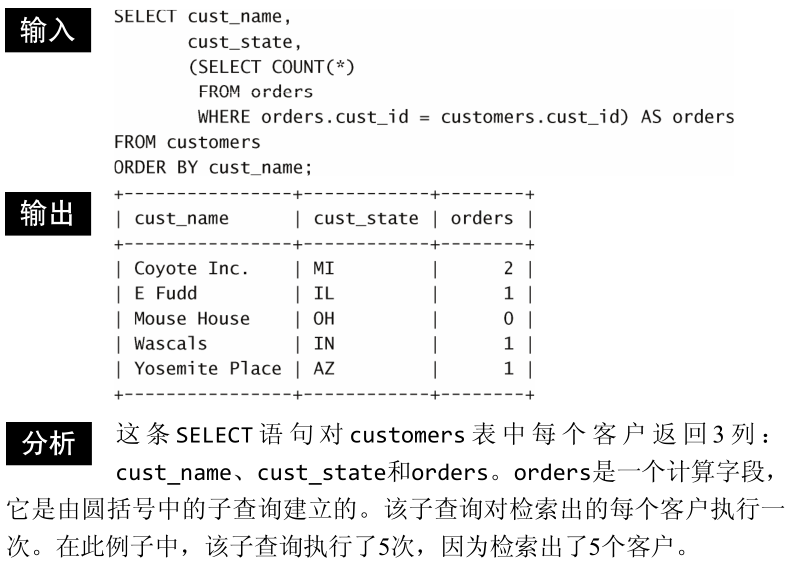 输入
SELECT cust_name,
cust_state,
(SELECT COUNT(*)
FROM orders
WHERE orders.cust_id = customers.cust_id) AS orders
FROM customers
ORDER BY cust_name;
输出
+----------------+------------+--------+
| cust_name      | cust_state | orders |
+----------------+------------+--------+
| Coyote Inc.    | MI         |      2 |
| E Fudd         | IL         |      1 |
| Mouse House    | OH         |      0 |
| Wascals        | IN         |      1 |
| Yosemite Place | AZ         |      1 |
+----------------+------------+--------+
分析
这条SELECT语句对customers表中每个客户返回3列：
cust_name、cust_state和orders。orders是一个计算字段，
它是由圆括号中的子查询建立的。该子查询对检索出的每个客户执行一
次。在此例子中，该子查询执行了5次，因为检索出了5个客户。